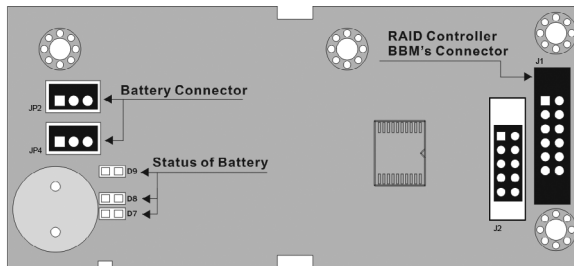 RAID Controller
BBM's Connector
J1
Battery Connector
JP2
JP4
Status of Battery
D9
D8
D7
J2